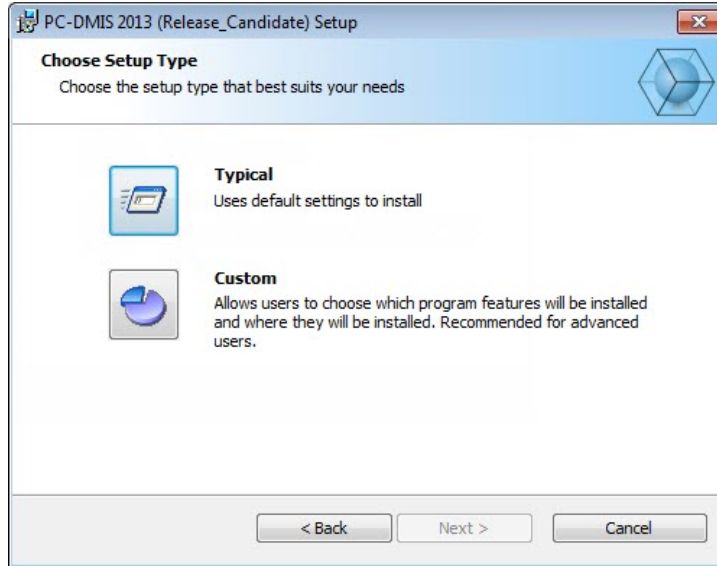 PC-DMIS 2013 (Release_Candidate) Setup
Choose Setup Type
Choose the setup type that best suits your needs
Typical
Uses default settings to install
Custom
Allows users to choose which program features will be installed
and where they will be installed. Recommended for advanced
users.
< Back
Next >
Cancel